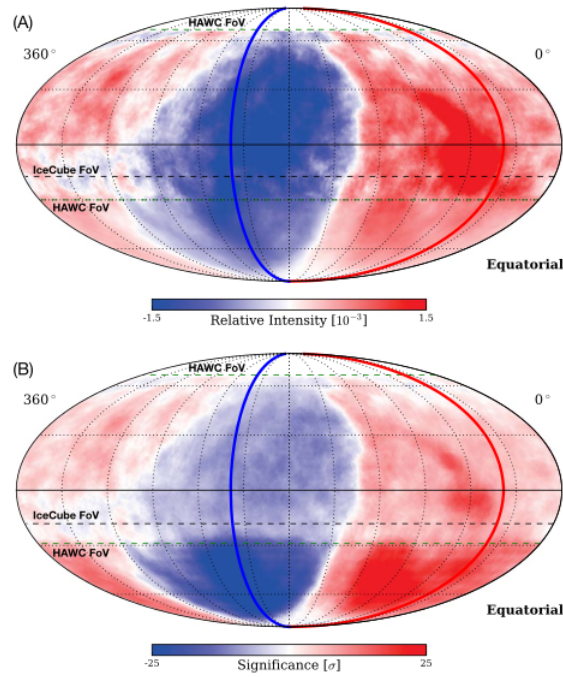 (A)
HAWC FoV
360° 0°
IceCube FoV
HAWC FoV
Equatorial
-1.5 Relative Intensity [10⁻³] 1.5
(B)
HAWC FoV
360° 0°
IceCube FoV
HAWC FoV
Equatorial
-25 Significance [σ] 25